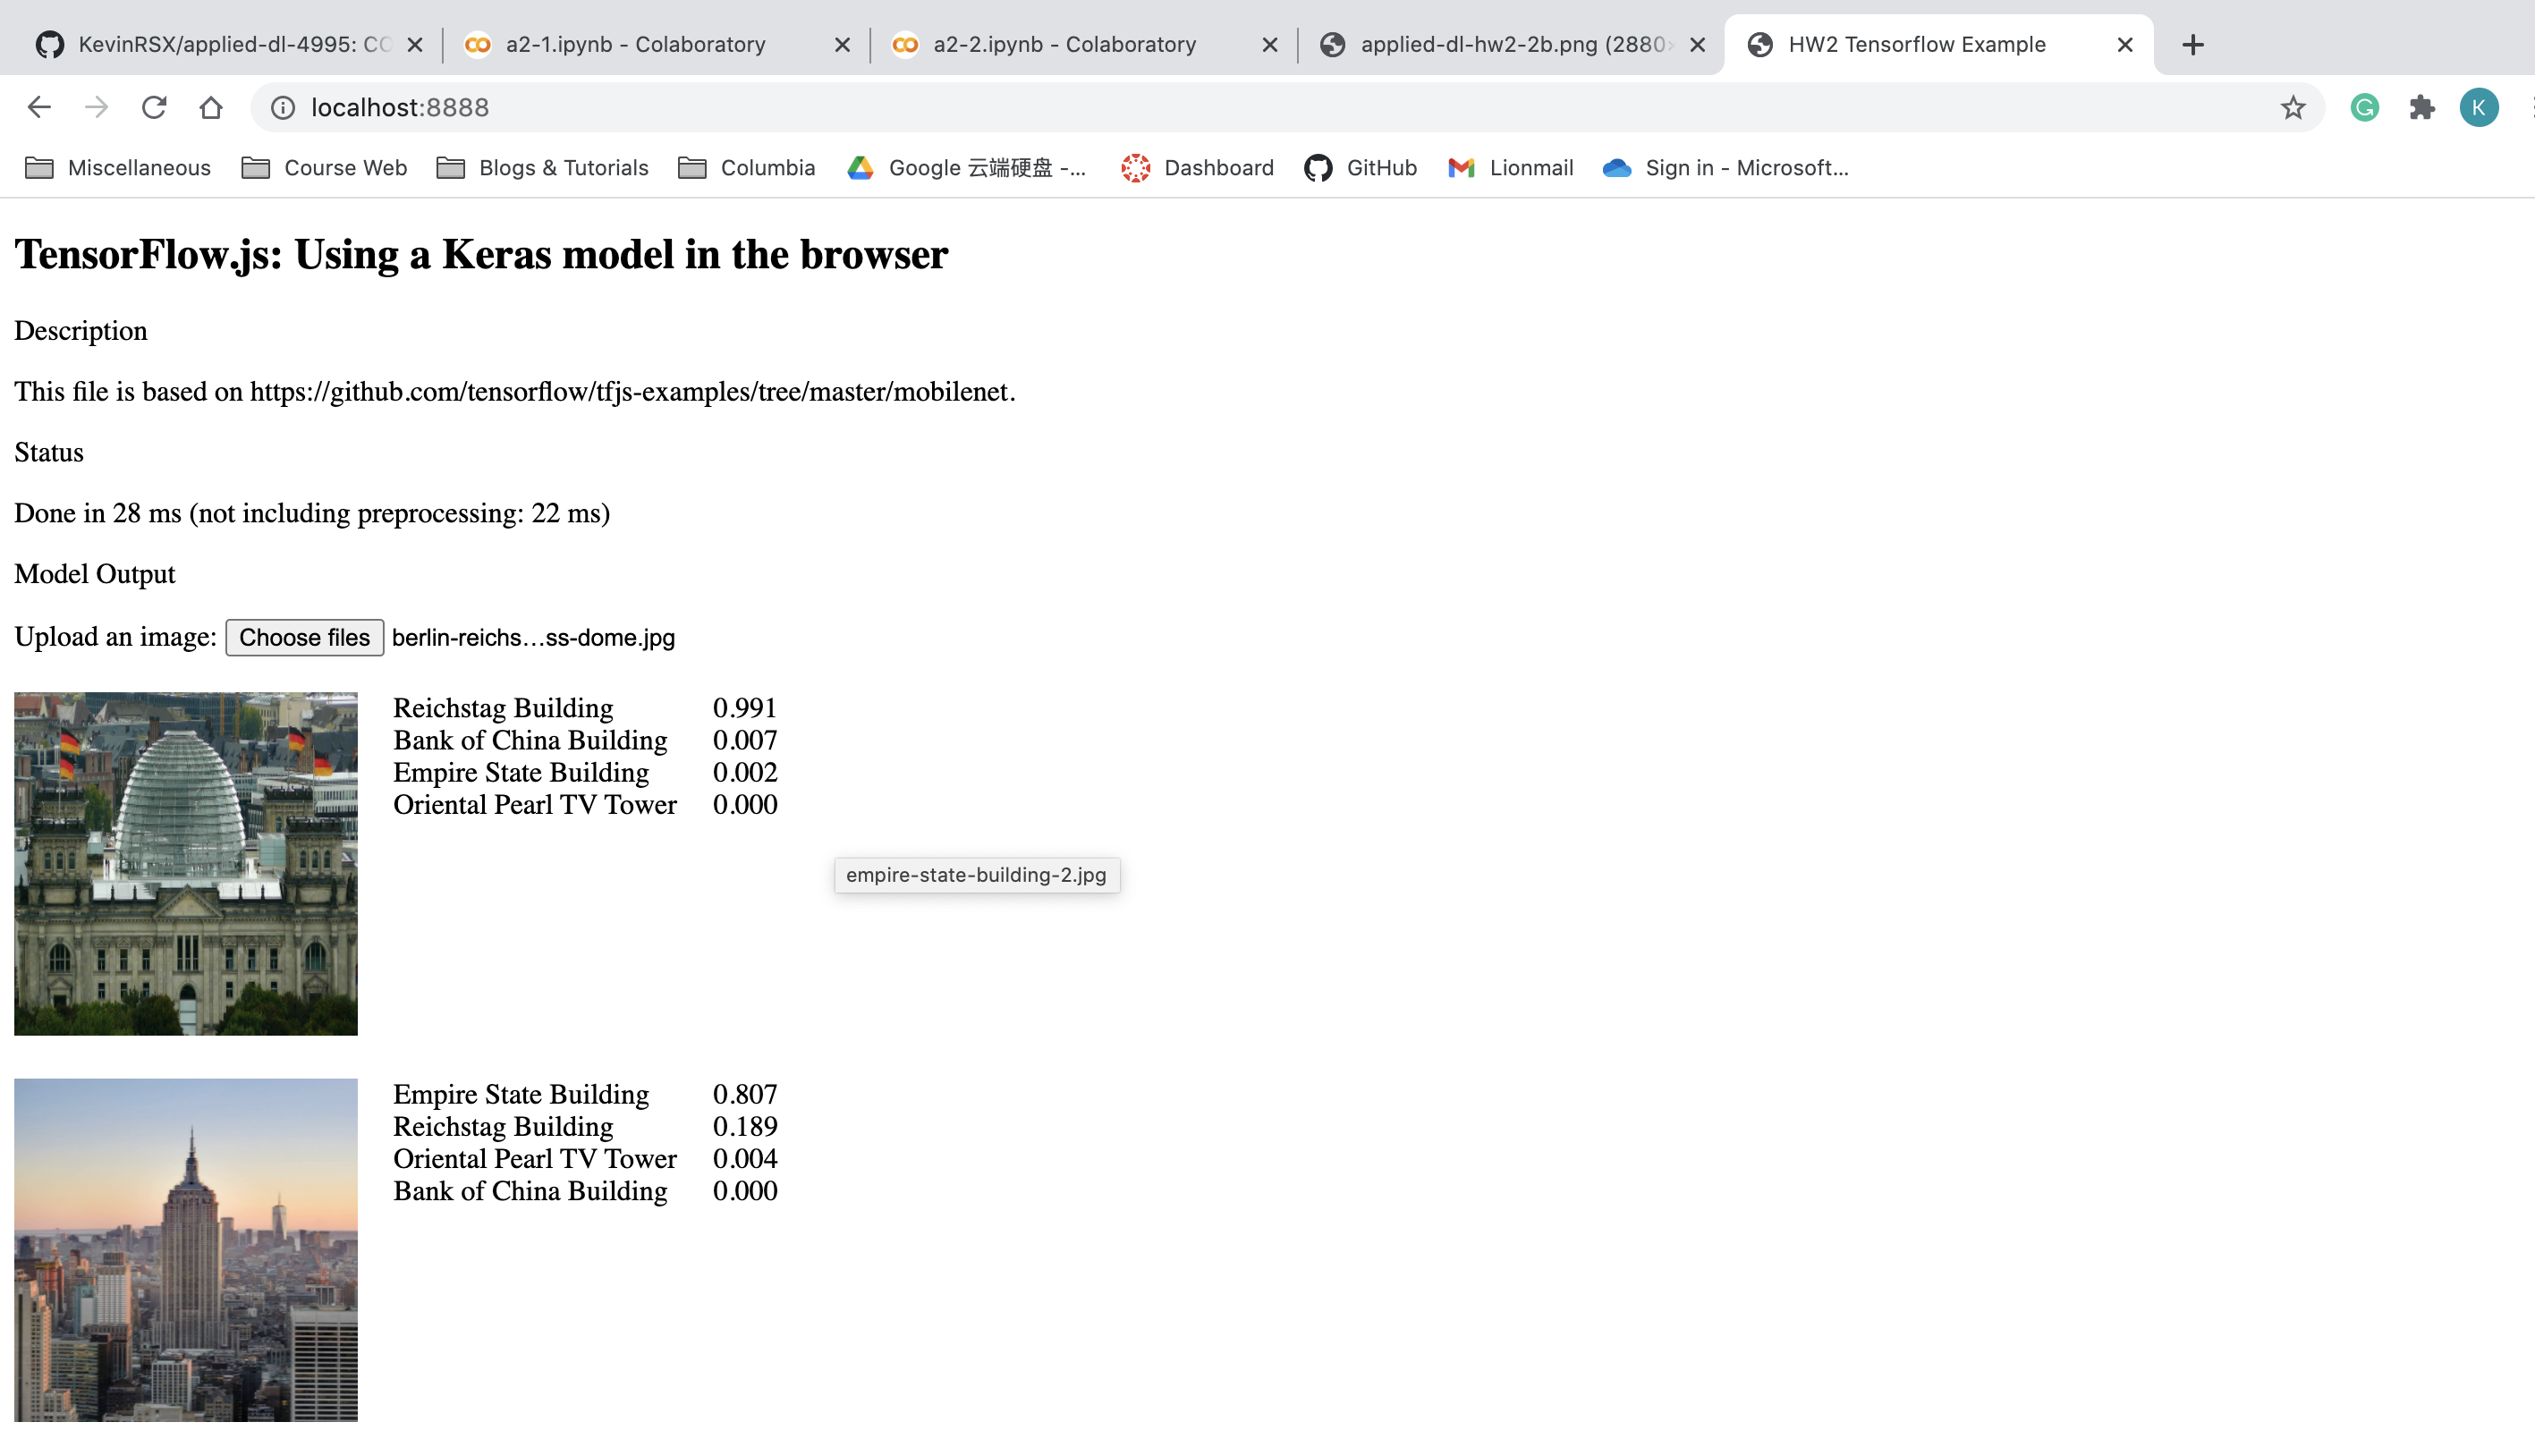 KevinRSX/applied-dl-4995: CO
a2-1.ipynb - Colaboratory
a2-2.ipynb - Colaboratory
applied-dl-hw2-2b.png (2880×
HW2 Tensorflow Example
localhost:8888
G
K
Miscellaneous
Course Web
Blogs & Tutorials
Columbia
Google 云端硬盘 -...
Dashboard
GitHub
Lionmail
Sign in - Microsoft...
TensorFlow.js: Using a Keras model in the browser
Description
This file is based on https://github.com/tensorflow/tfjs-examples/tree/master/mobilenet.
Status
Done in 28 ms (not including preprocessing: 22 ms)
Model Output
Upload an image: Choose files berlin-reichs…ss-dome.jpg
Reichstag Building 0.991
Bank of China Building 0.007
Empire State Building 0.002
Oriental Pearl TV Tower 0.000
empire-state-building-2.jpg
Empire State Building 0.807
Reichstag Building 0.189
Oriental Pearl TV Tower 0.004
Bank of China Building 0.000